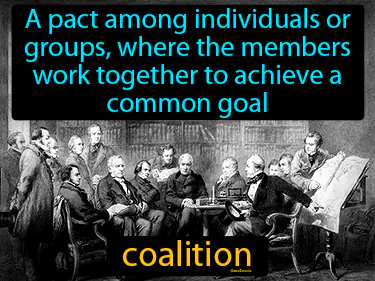 A pact among individuals or
groups, where the members
work together to achieve a
common goal
coalition